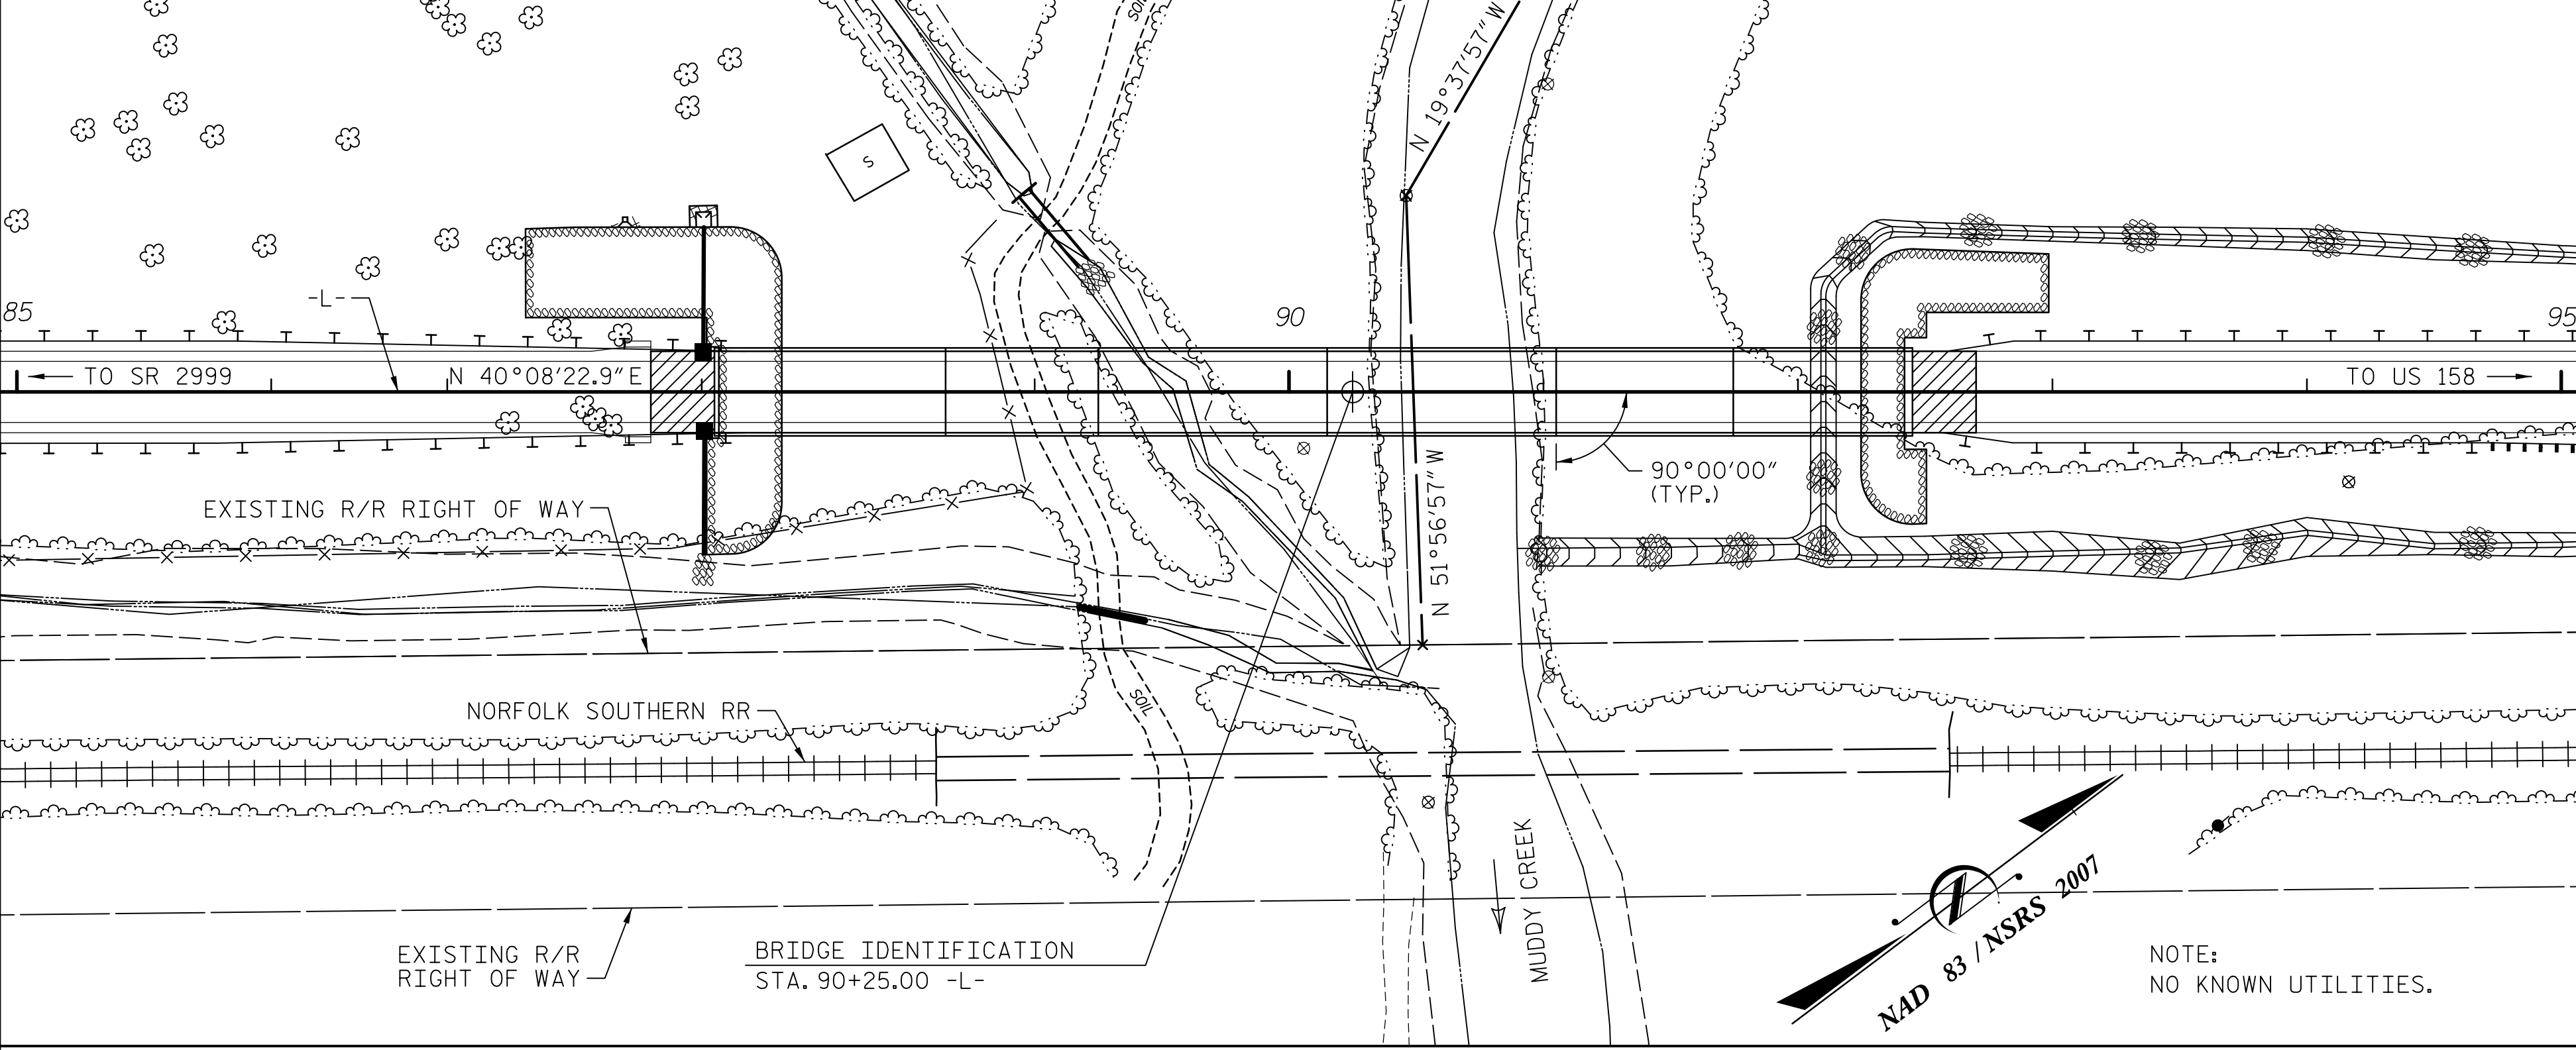 SOIL
N 19°37'57" W
S
-L-
85
90
95
TO SR 2999
N 40°08'22.9" E
TO US 158
90°00'00"
(TYP.)
N 51°56'57" W
EXISTING R/R RIGHT OF WAY
SOIL
NORFOLK SOUTHERN RR
MUDDY CREEK
EXISTING R/R
RIGHT OF WAY
BRIDGE IDENTIFICATION
STA. 90+25.00 -L-
NAD 83 / NSRS 2007
NOTE:
NO KNOWN UTILITIES.